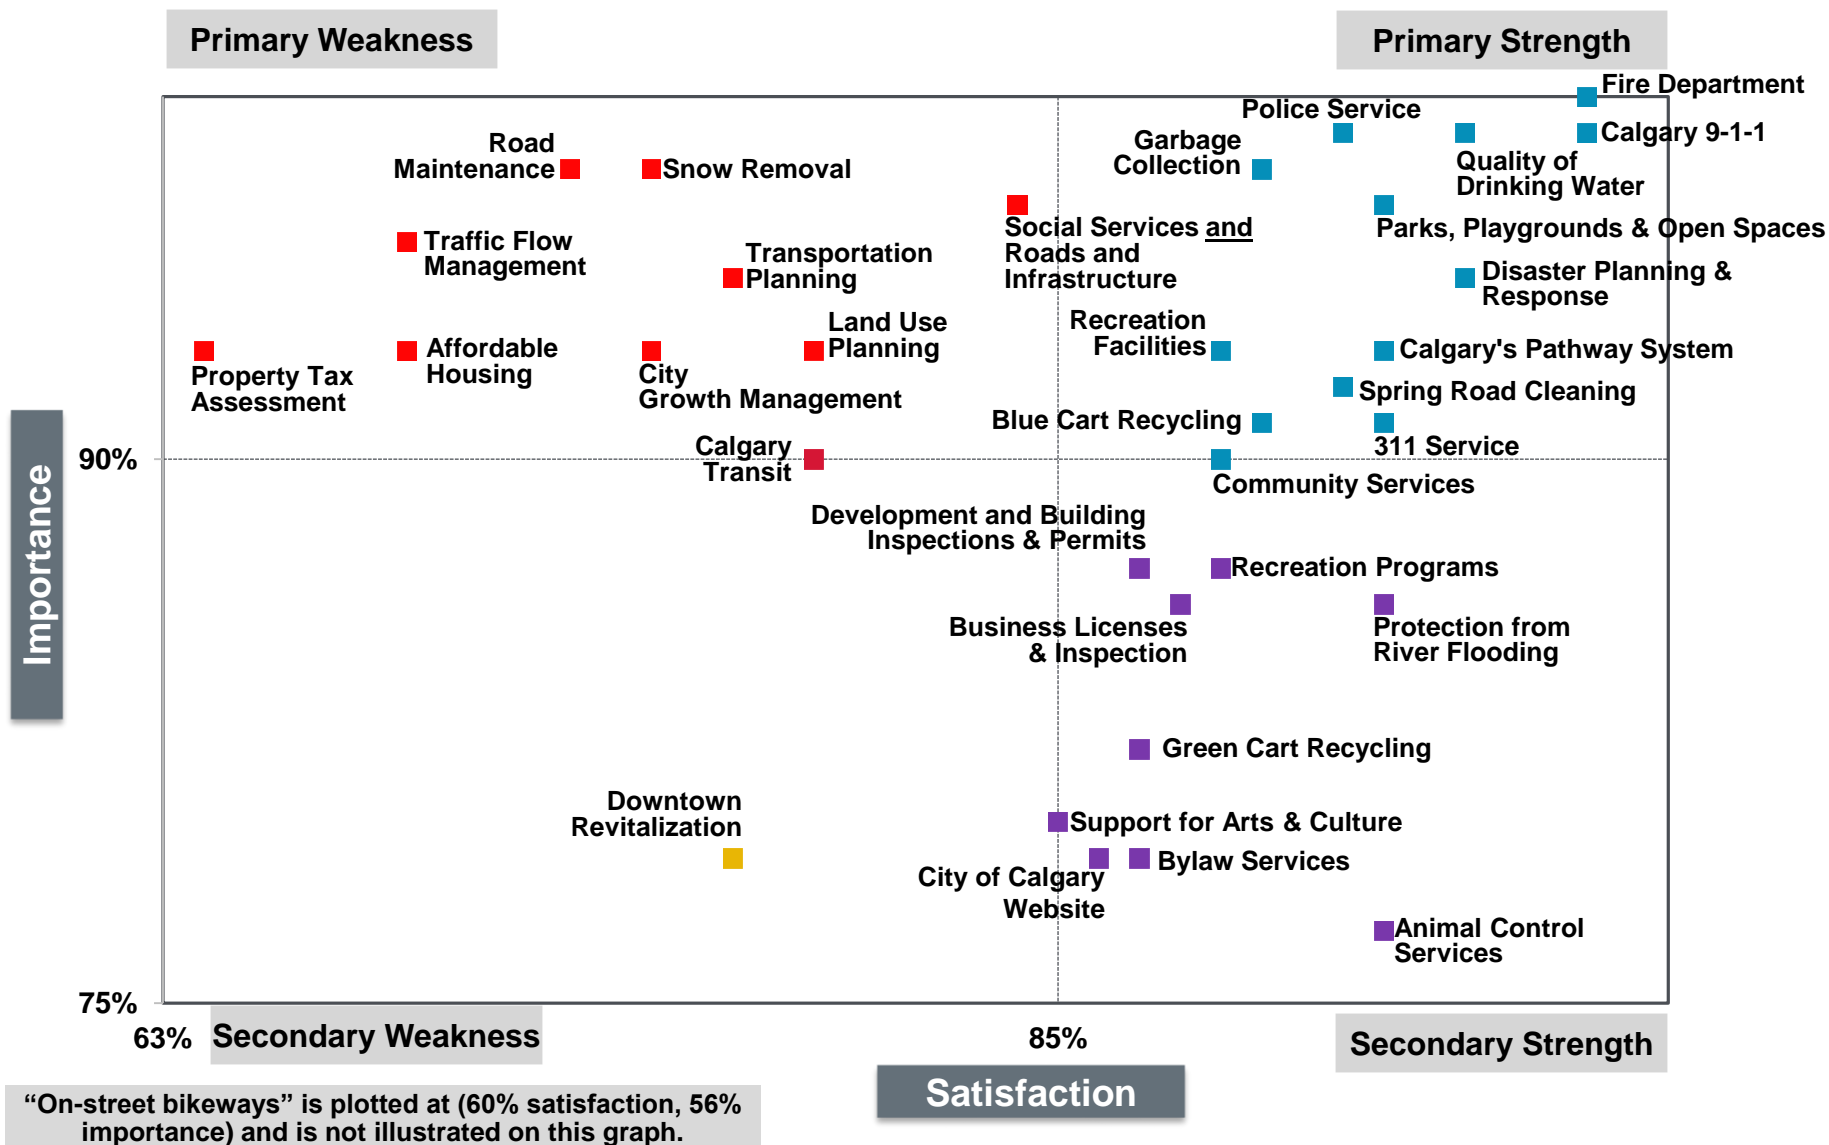 Primary Weakness
Primary Strength
Fire Department
Police Service
Calgary 9-1-1
Road
Maintenance
Snow Removal
Garbage
Collection
Quality of
Drinking Water
Social Services and
Roads and
Infrastructure
Parks, Playgrounds & Open Spaces
Traffic Flow
Management
Transportation
Planning
Disaster Planning &
Response
Land Use
Planning
Recreation
Facilities
Calgary's Pathway System
Property Tax
Assessment
Affordable
Housing
City
Growth Management
Spring Road Cleaning
Blue Cart Recycling
311 Service
90%
Calgary
Transit
Community Services
Importance
Development and Building
Inspections & Permits
Recreation Programs
Business Licenses
& Inspection
Protection from
River Flooding
Green Cart Recycling
Downtown
Revitalization
Support for Arts & Culture
City of Calgary
Website
Bylaw Services
Animal Control
Services
75%
63%
Secondary Weakness
85%
Secondary Strength
Satisfaction
“On-street bikeways” is plotted at (60% satisfaction, 56%
importance) and is not illustrated on this graph.